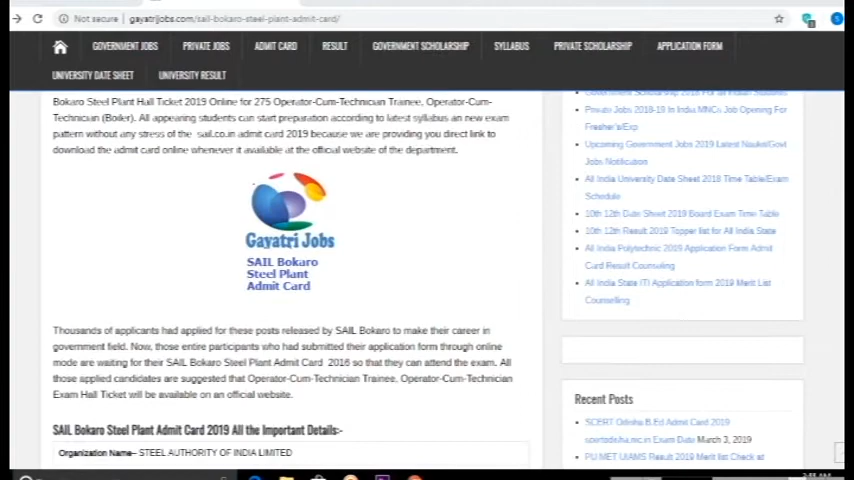 Not secure | gayatrijobs.com/sail-bokaro-steel-plant-admit-card/
GOVERNMENT JOBS PRIVATE JOBS ADMIT CARD RESULT GOVERNMENT SCHOLARSHIP SYLLABUS PRIVATE SCHOLARSHIP APPLICATION FORM
UNIVERSITY DATE SHEET UNIVERSITY RESULT
Bokaro Steel Plant Hall Ticket 2019 Online for 275 Operator-Cum-Technician Trainee, Operator-Cum-
Technician (Boiler). All appearing students can start preparation according to latest syllabus an new exam
pattern without any stress of the sail.co.in admit card 2019 because we are providing you direct link to
download the admit card online whenever it available at the official website of the department.
Gayatri Jobs
SAIL Bokaro
Steel Plant
Admit Card
Thousands of applicants had applied for these posts released by SAIL Bokaro to make their career in
government field. Now, those entire participants who had submitted their application form through online
mode are waiting for their SAIL Bokaro Steel Plant Admit Card 2016 so that they can attend the exam. All
those applied candidates are suggested that Operator-Cum-Technician Trainee, Operator-Cum-Technician
Exam Hall Ticket will be available on an official website.
SAIL Bokaro Steel Plant Admit Card 2019 All the Important Details:-
Organization Name– STEEL AUTHORITY OF INDIA LIMITED
Government Scholarship 2018 For all Indian Students
Private Jobs 2018-19 In India MNCs Job Opening For
Fresher's/Exp
Upcoming Government Jobs 2019 Latest Naukri/Govt
Jobs Notification
All India University Date Sheet 2018 Time Table/Exam
Schedule
10th 12th Date Sheet 2019 Board Exam Time Table
10th 12th Result 2019 Topper list for All India State
All India Polytechnic 2019 Application Form Admit
Card Result Counseling
All India State ITI Application form 2019 Merit List
Counselling
Recent Posts
SCERT Odisha B.Ed Admit Card 2019
scertodisha.nic.in Exam Date March 3, 2019
PU MET UIAMS Result 2019 Merit list Check at